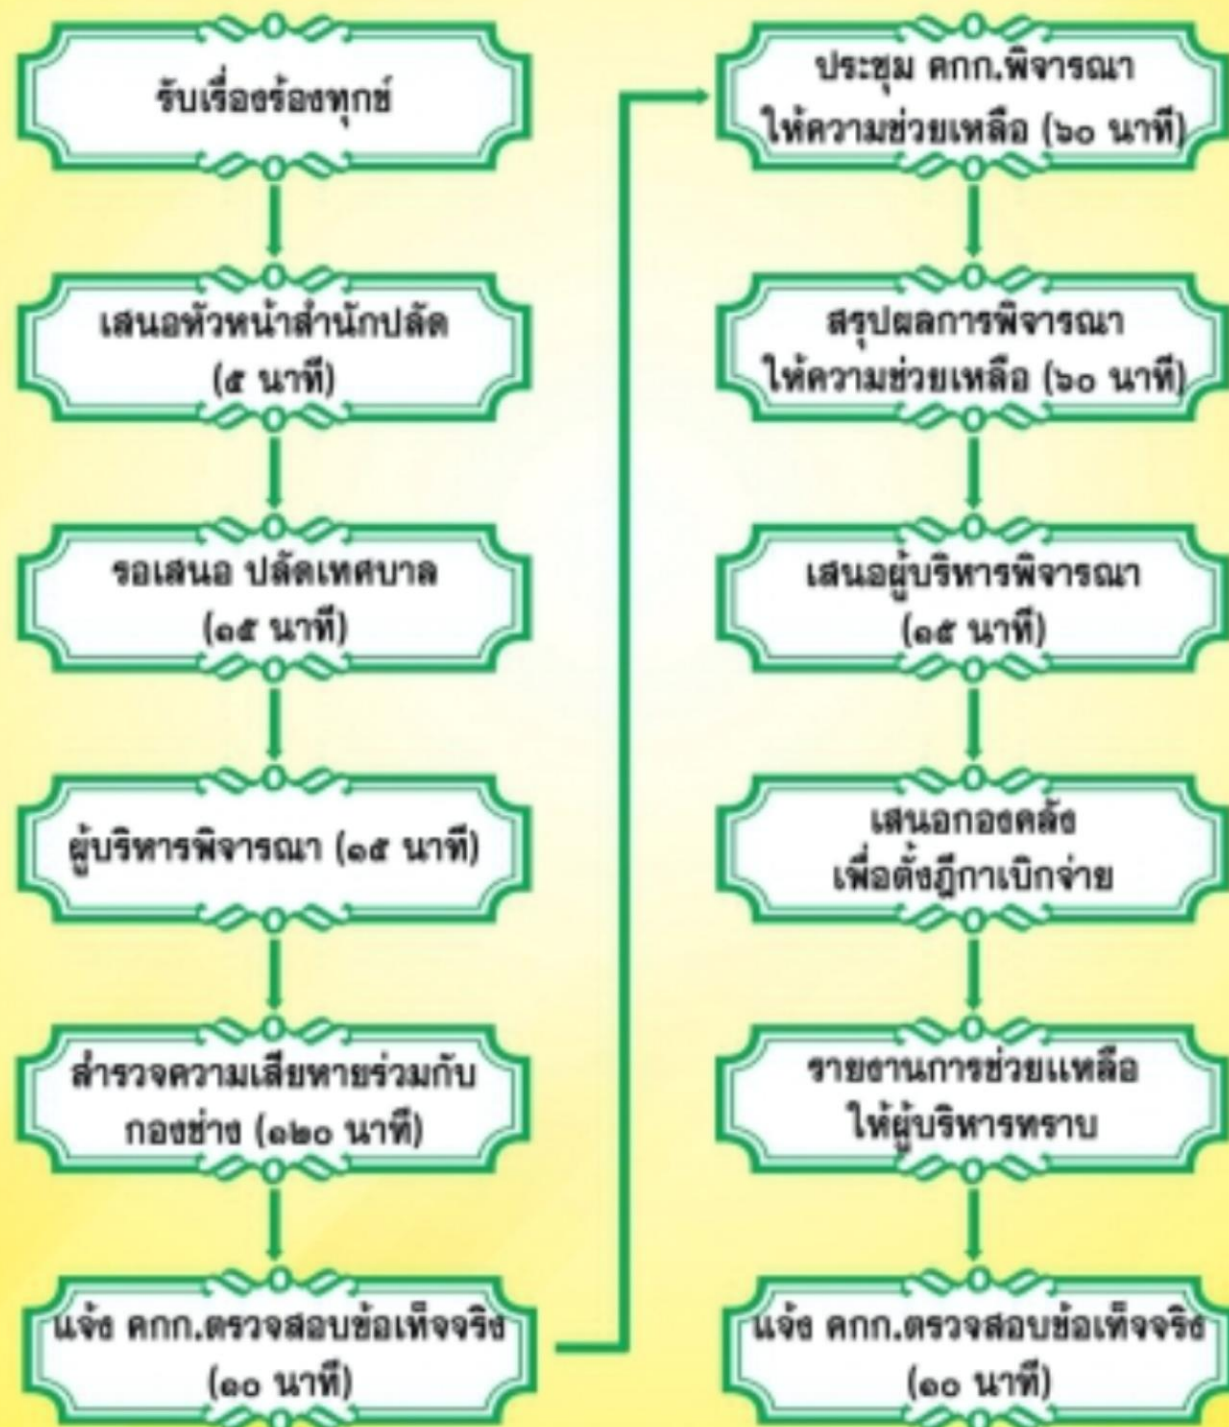 รับเรื่องร้องทุกข์
เสนอหัวหน้าสำนักปลัด
(๕ นาที)
รอเสนอ ปลัดเทศบาล
(๑๕ นาที)
ผู้บริหารพิจารณา (๑๕ นาที)
สำรวจความเสียหายร่วมกับ
กองช่าง (๑๒๐ นาที)
แจ้ง คกก.ตรวจสอบข้อเท็จจริง
(๑๐ นาที)
ประชุม คกก.พิจารณา
ให้ความช่วยเหลือ (๖๐ นาที)
สรุปผลการพิจารณา
ให้ความช่วยเหลือ (๖๐ นาที)
เสนอผู้บริหารพิจารณา
(๑๕ นาที)
เสนอกองคลัง
เพื่อตั้งฎีกาเบิกจ่าย
รายงานการช่วยแหลือ
ให้ผู้บริหารทราบ
แจ้ง คกก.ตรวจสอบข้อเท็จจริง
(๑๐ นาที)